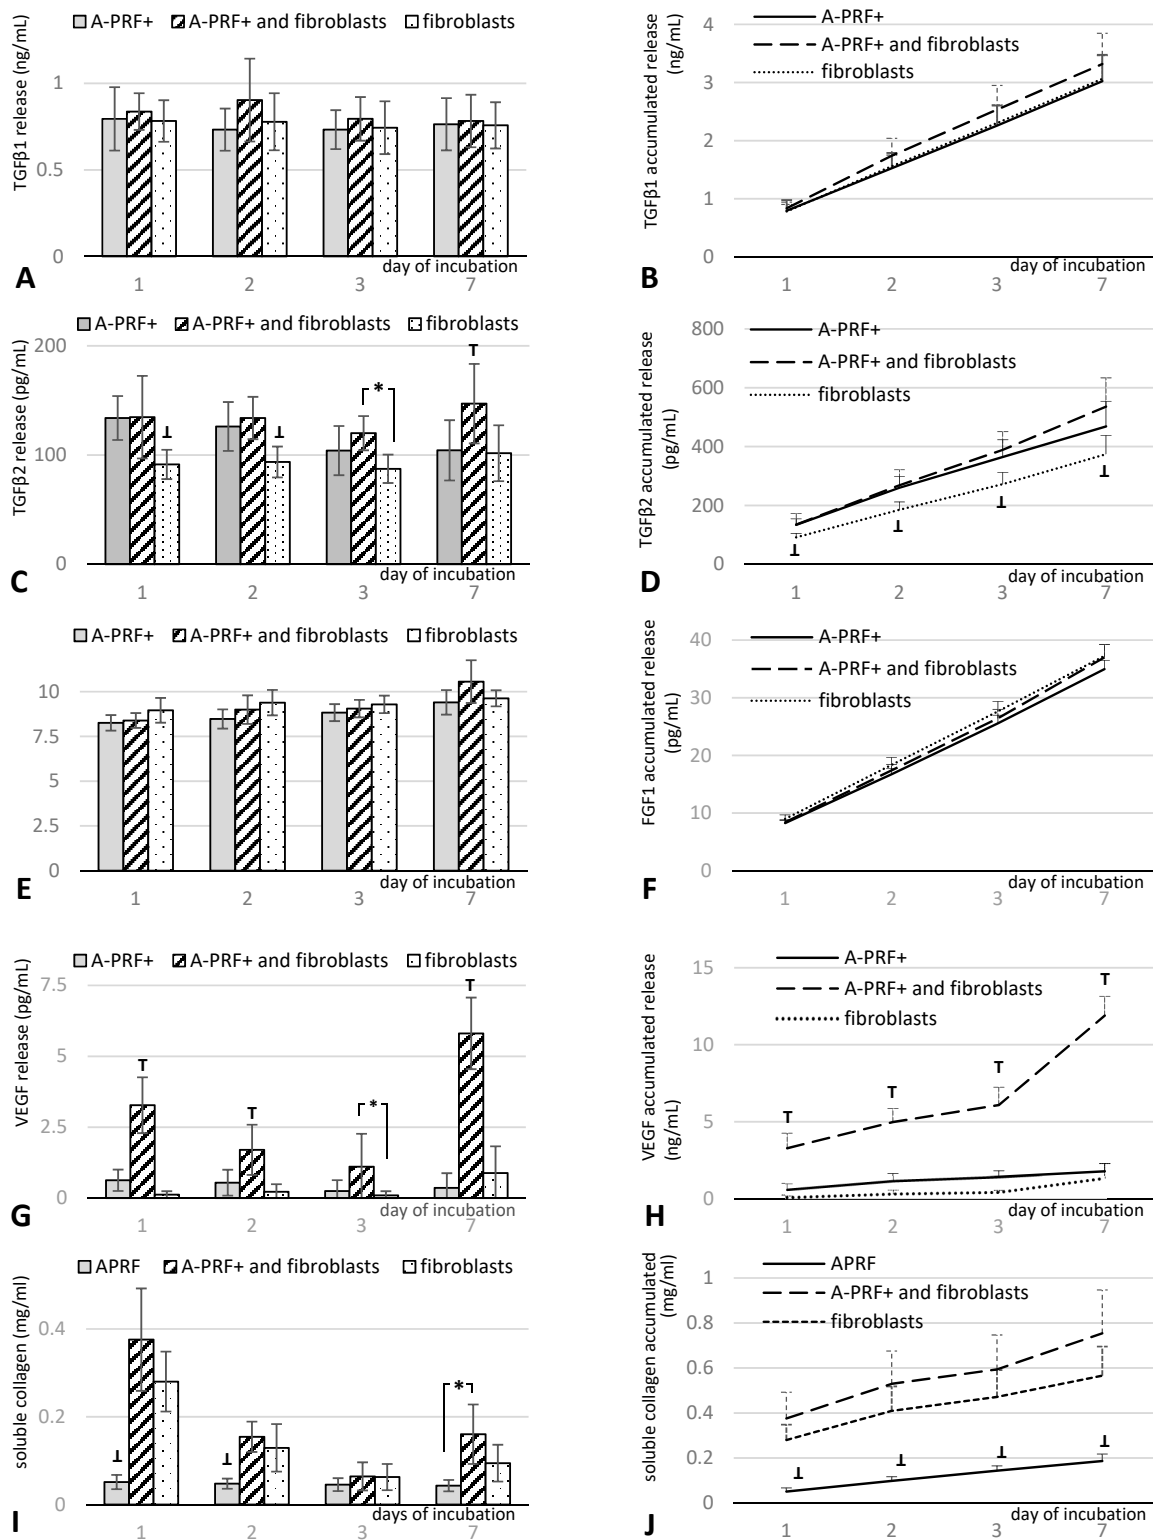 A-PRF+ A-PRF+ and fibroblasts fibroblasts
TGFβ1 release (ng/mL)
1
0.5
0
day of incubation
1 2 3 7
A
A-PRF+
A-PRF+ and fibroblasts
fibroblasts
TGFβ1 accumulated release
(ng/mL)
4
3
2
1
0
day of incubation
1 2 3 7
B
A-PRF+ A-PRF+ and fibroblasts fibroblasts
TGFβ2 release (pg/mL)
200
100
0
⊥ ⊥ * T
day of incubation
1 2 3 7
C
A-PRF+
A-PRF+ and fibroblasts
fibroblasts
TGFβ2 accumulated release
(pg/mL)
800
600
400
200
0
⊥ ⊥ ⊥ ⊥
day of incubation
1 2 3 7
D
A-PRF+ A-PRF+ and fibroblasts fibroblasts
10
7.5
5
2.5
0
day of incubation
1 2 3 7
E
A-PRF+
A-PRF+ and fibroblasts
fibroblasts
FGF1 accumulated release
(pg/mL)
40
30
20
10
0
day of incubation
1 2 3 7
F
A-PRF+ A-PRF+ and fibroblasts fibroblasts
VEGF release (pg/mL)
7.5
5
2.5
0
T T * T
day of incubation
1 2 3 7
G
A-PRF+
A-PRF+ and fibroblasts
fibroblasts
VEGF accumulated release
(ng/mL)
15
10
5
0
T T T T
day of incubation
1 2 3 7
H
APRF A-PRF+ and fibroblasts fibroblasts
soluble collagen (mg/ml)
0.4
0.2
0
⊥ ⊥ *
days of incubation
1 2 3 7
I
APRF
A-PRF+ and fibroblasts
fibroblasts
soluble collagen accumulated
(mg/ml)
1
0.8
0.6
0.4
0.2
0
⊥ ⊥ ⊥ ⊥
day of incubation
1 2 3 7
J